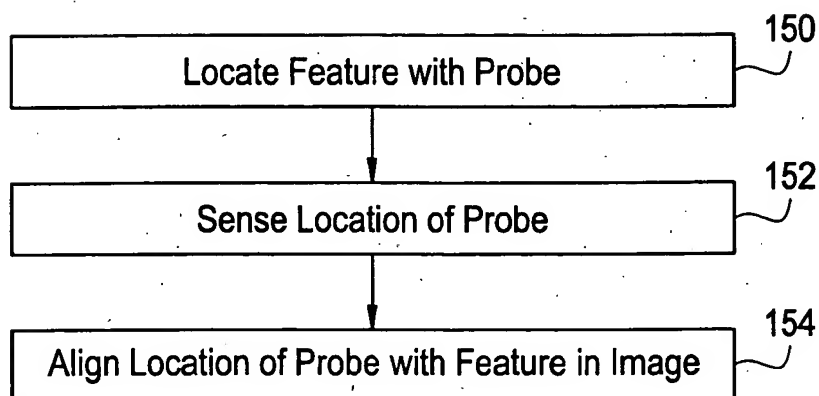 150
Locate Feature with Probe
152
Sense Location of Probe
154
Align Location of Probe with Feature in Image